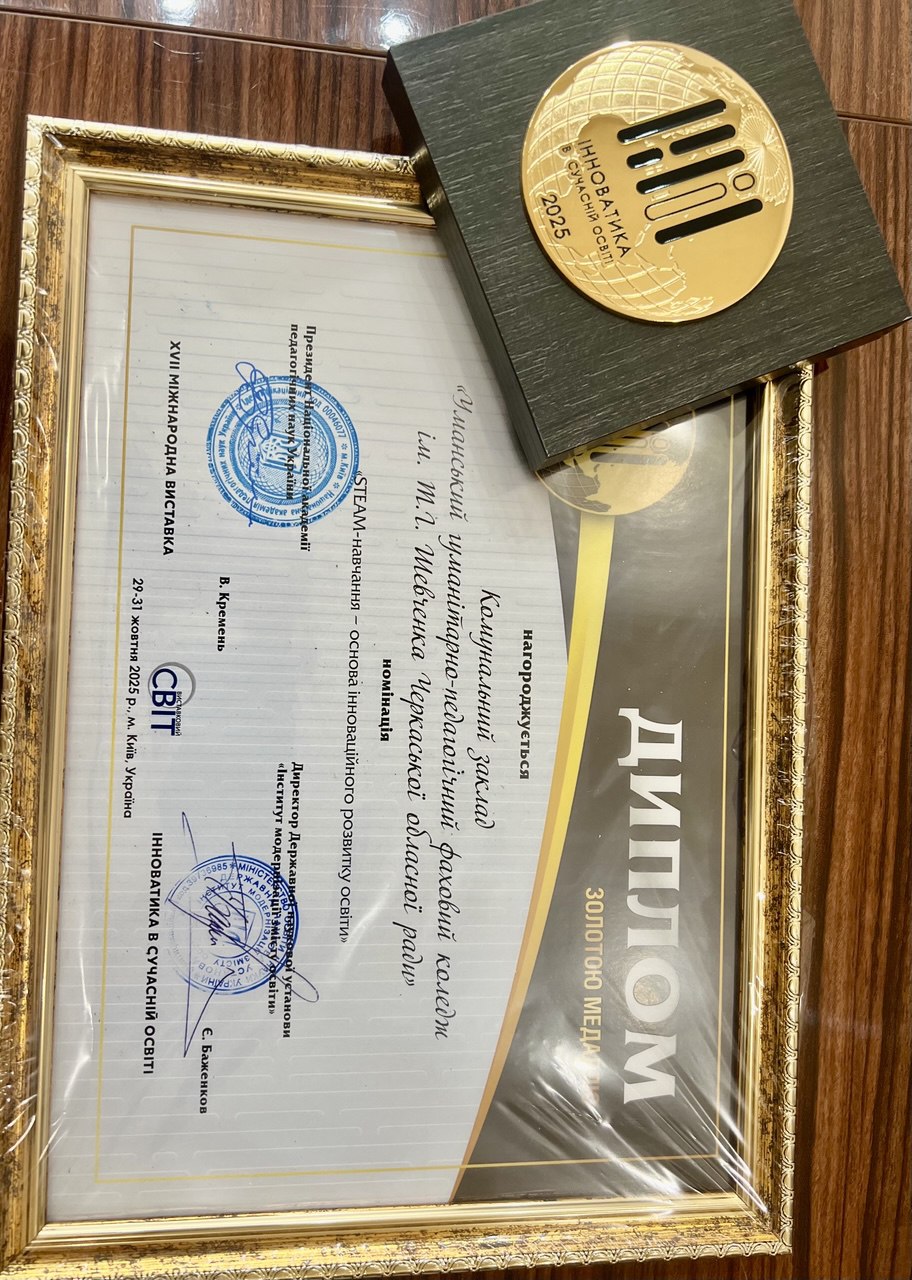 ІННОВАТИКА
В СУЧАСНІЙ ОСВІТІ
2025
ДИПЛОМ
ЗОЛОТОЮ
нагороджується
Комунальний заклад
“Уманський гуманітарно-педагогічний фаховий коледж
ім. Т.Г. Шевченка Черкаської обласної ради”
номінація
«STEAM-навчання – основа інноваційного розвитку освіти»
Президент Національної академії
педагогічних наук України
В. Кремень
Директор Державної наукової установи
«Інститут модернізації змісту освіти»
Є. Баженков
XVII МІЖНАРОДНА ВИСТАВКА
ВИСТАВКОВИЙ
СВІТ
29-31 жовтня 2025 р., м. Київ, Україна
ІННОВАТИКА В СУЧАСНІЙ ОСВІТІ